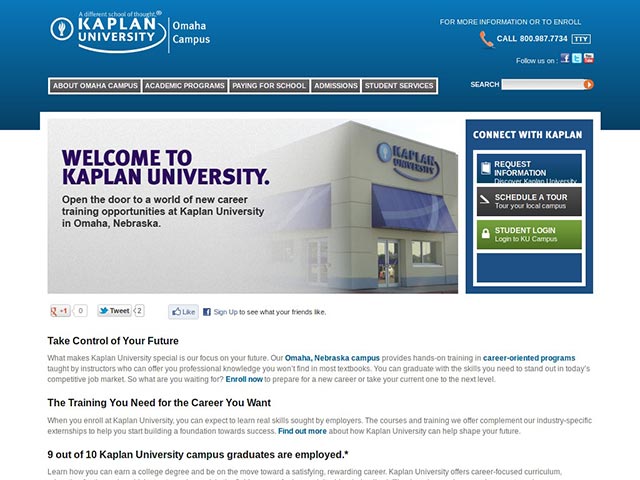 A different school of thought.®
KAPLAN
UNIVERSITY
Omaha
Campus
FOR MORE INFORMATION OR TO ENROLL
CALL 800.987.7734 TTY
Follow us on :
ABOUT OMAHA CAMPUS ACADEMIC PROGRAMS PAYING FOR SCHOOL ADMISSIONS STUDENT SERVICES
SEARCH
WELCOME TO
KAPLAN UNIVERSITY.
Open the door to a world of new career
training opportunities at Kaplan University
in Omaha, Nebraska.
KAPLAN
UNIVERSITY
CONNECT WITH KAPLAN
REQUEST
INFORMATION
Discover Kaplan University
SCHEDULE A TOUR
Tour your local campus
STUDENT LOGIN
Login to KU Campus
+1 0 Tweet 2 Like Sign Up to see what your friends like.
Take Control of Your Future
What makes Kaplan University special is our focus on your future. Our Omaha, Nebraska campus provides hands-on training in career-oriented programs
taught by instructors who can offer you professional knowledge you won't find in most textbooks. You can graduate with the skills you need to stand out in today's
competitive job market. So what are you waiting for? Enroll now to prepare for a new career or take your current one to the next level.
The Training You Need for the Career You Want
When you enroll at Kaplan University, you can expect to learn real skills sought by employers. The courses and training we offer complement our industry-specific
externships to help you start building a foundation towards success. Find out more about how Kaplan University can help shape your future.
9 out of 10 Kaplan University campus graduates are employed.*
Learn how you can earn a college degree and be on the move toward a satisfying, rewarding career. Kaplan University offers career-focused curriculum,